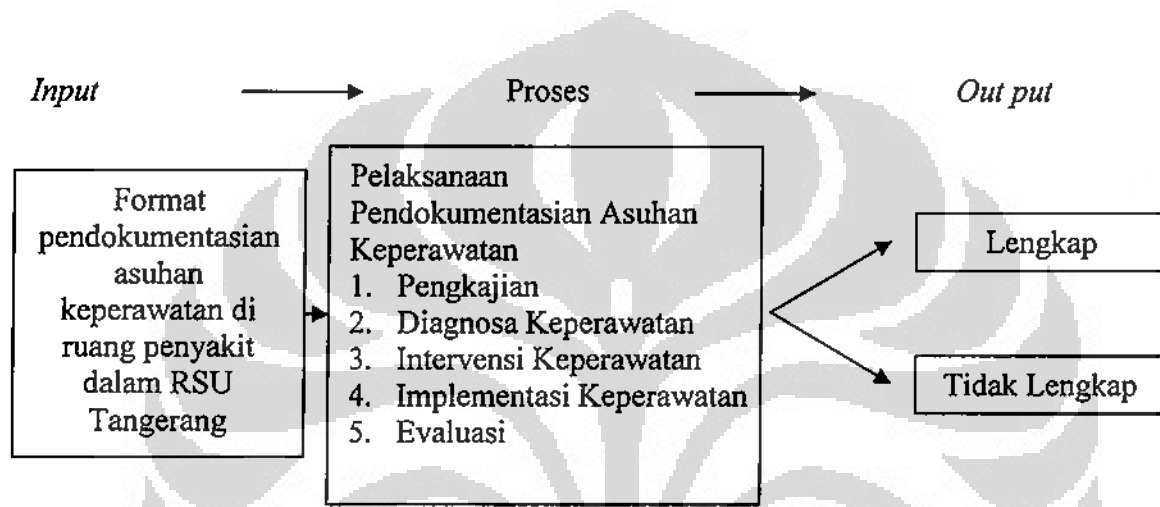 Input
Proses
Out put
Format
pendokumentasian
asuhan
keperawatan di
ruang penyakit
dalam RSU
Tangerang
Pelaksanaan
Pendokumentasian Asuhan
Keperawatan
1. Pengkajian
2. Diagnosa Keperawatan
3. Intervensi Keperawatan
4. Implementasi Keperawatan
5. Evaluasi
Lengkap
Tidak Lengkap